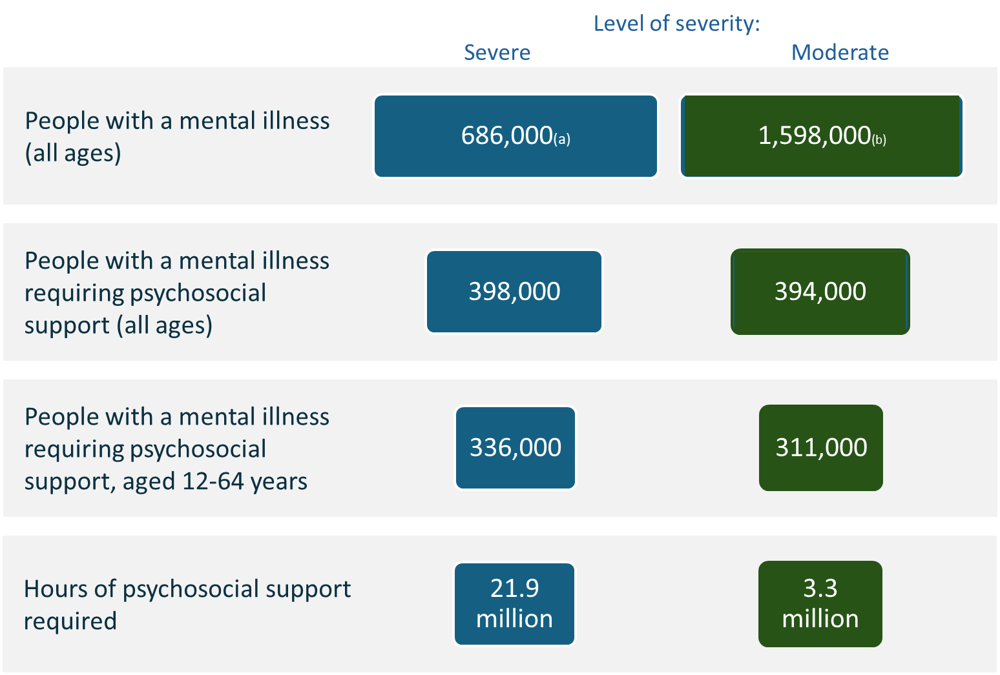 Level of severity:
Severe
Moderate
People with a mental illness
(all ages)
686,000(a)
1,598,000(b)
People with a mental illness
requiring psychosocial
support (all ages)
398,000
394,000
People with a mental illness
requiring psychosocial
support, aged 12-64 years
336,000
311,000
Hours of psychosocial support
required
21.9
million
3.3
million